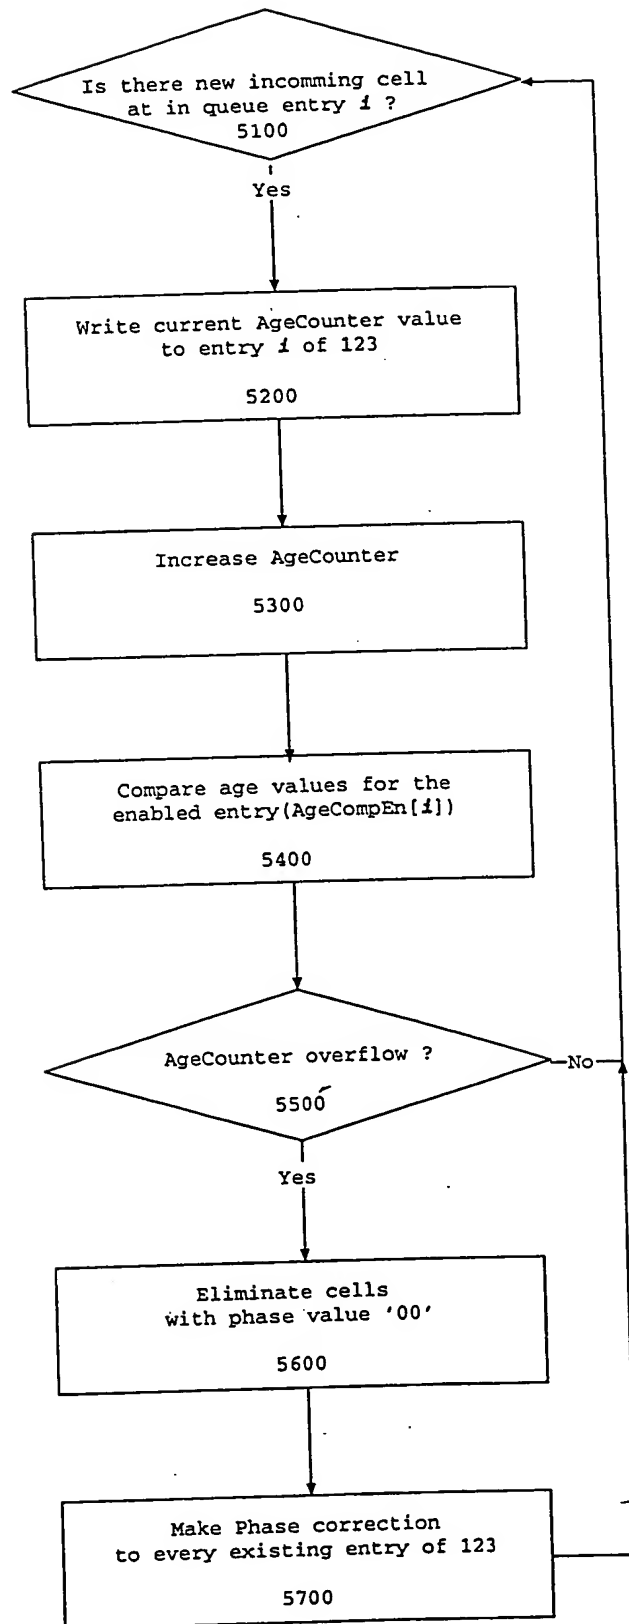 Is there new incomming cell
at in queue entry i ?
5100
Yes
Write current AgeCounter value
to entry i of 123
5200
Increase AgeCounter
5300
Compare age values for the
enabled entry(AgeCompEn[i])
5400
AgeCounter overflow ?
No
5500
Yes
Eliminate cells
with phase value '00'
5600
Make Phase correction
to every existing entry of 123
5700